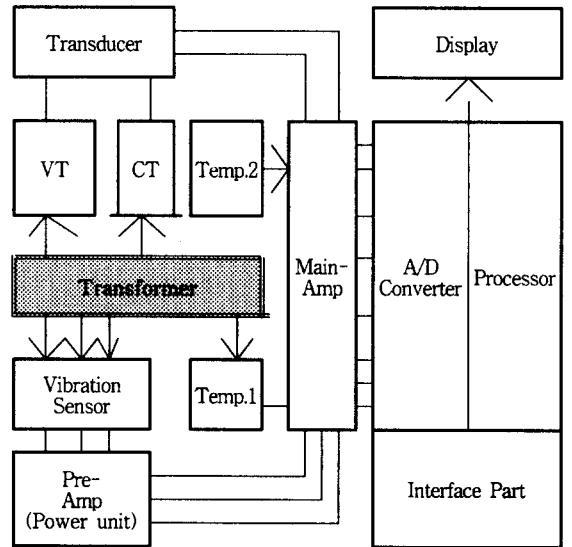 Transducer
Display
VT
CT
Temp.2
Main-
Amp
A/D
Converter
Processor
Transformer
Vibration
Sensor
Temp.1
Pre-
Amp
(Power unit)
Interface Part